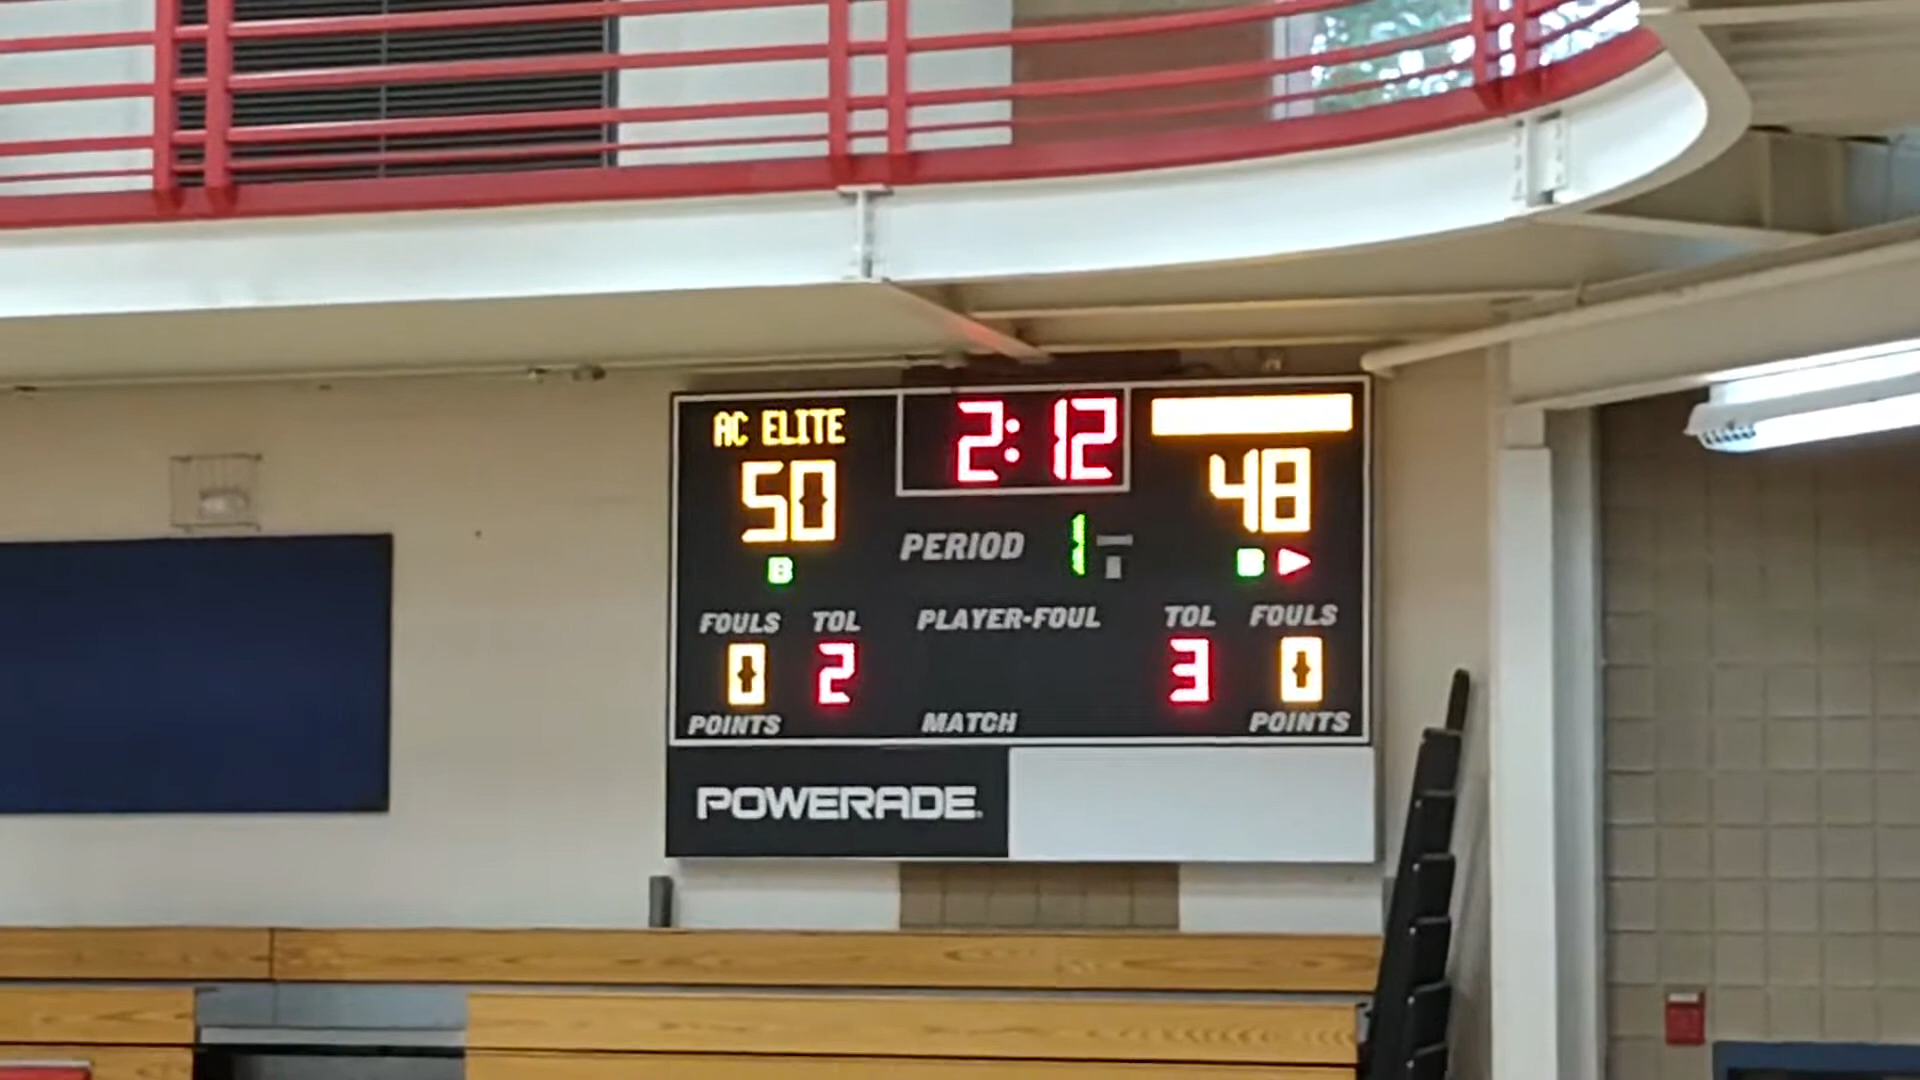 AC ELITE 2:12
50 48
PERIOD 1
B B
FOULS TOL PLAYER-FOUL TOL FOULS
0 2 3 0
POINTS MATCH POINTS
POWERADE